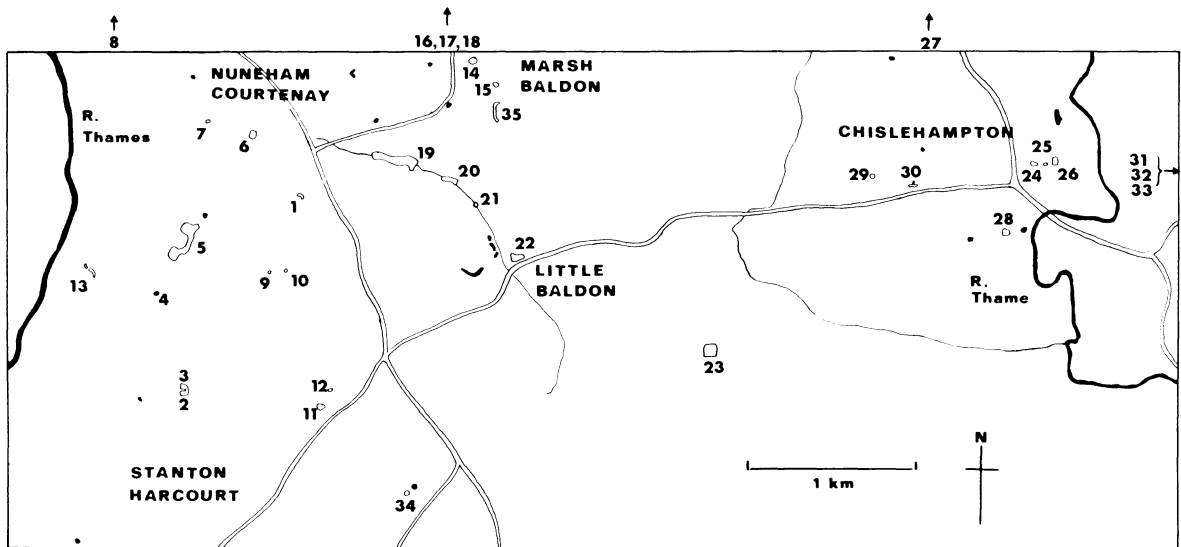 8
16,17,18
27
NUNEHAM
COURTENAY
14
MARSH
BALDON
15
35
R.
Thames
7
6
19
20
21
1
5
22
LITTLE
BALDON
13
4
9
10
CHISLEHAMPTON
25
24
26
31
32
33
29
30
28
R.
Thame
23
3
2
12
11
STANTON
HARCOURT
34
N
1 km